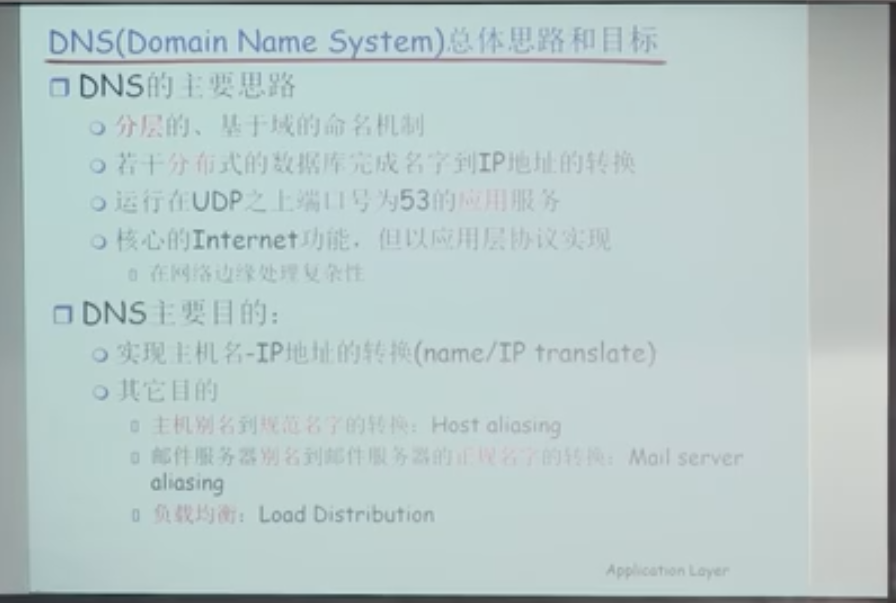 DNS(Domain Name System)总体思路和目标
DNS的主要思路
分层的、基于域的命名机制
若干分布式的数据库完成名字到IP地址的转换
运行在UDP之上端口号为53的应用服务
核心的Internet功能，但以应用层协议实现
在网络边缘处理复杂性
DNS主要目的：
实现主机名-IP地址的转换(name/IP translate)
其它目的
主机别名到规范名字的转换：Host aliasing
邮件服务器别名到邮件服务器的正规名字的转换：Mail server
aliasing
负载均衡：Load Distribution
Application Layer